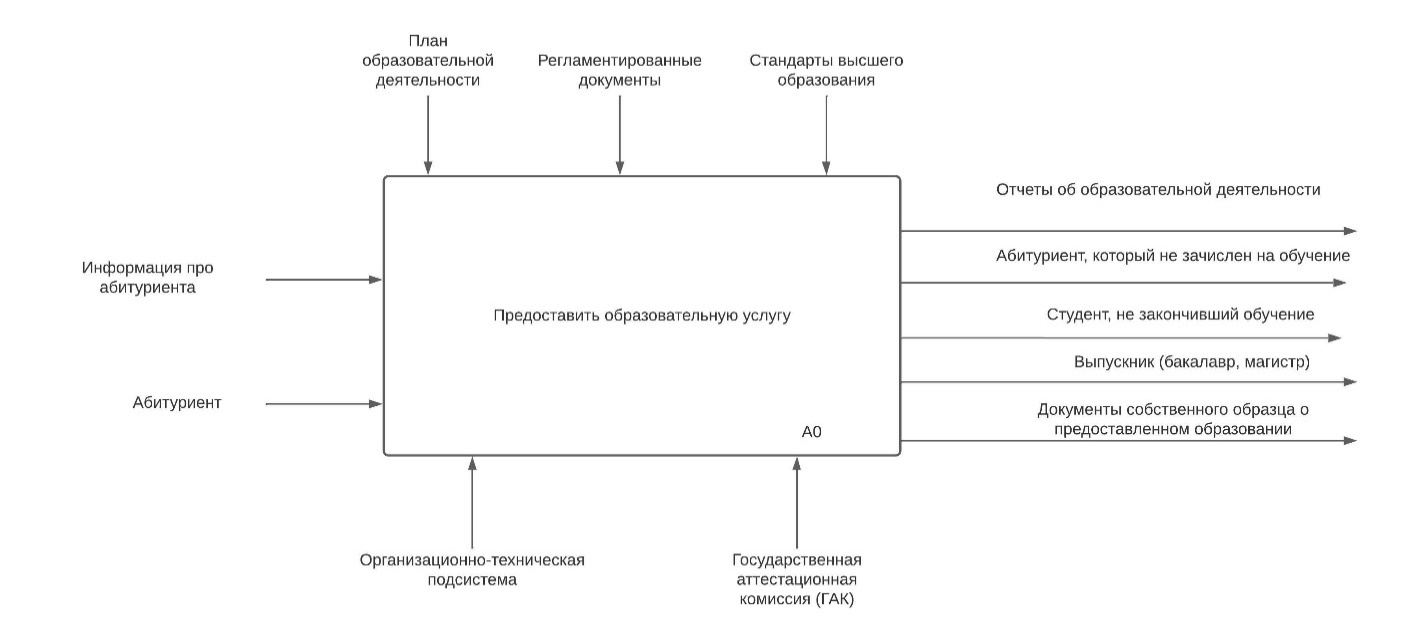 План
образовательной
деятельности
Регламентированные
документы
Стандарты высшего
образования
Отчеты об образовательной деятельности
Абитуриент, который не зачислен на обучение
Информация про
абитуриента
Предоставить образовательную услугу
Студент, не закончивший обучение
Выпускник (бакалавр, магистр)
Абитуриент
Документы собственного образца о
предоставленном образовании
А0
Организационно-техническая
подсистема
Государственная
аттестационная
комиссия (ГАК)